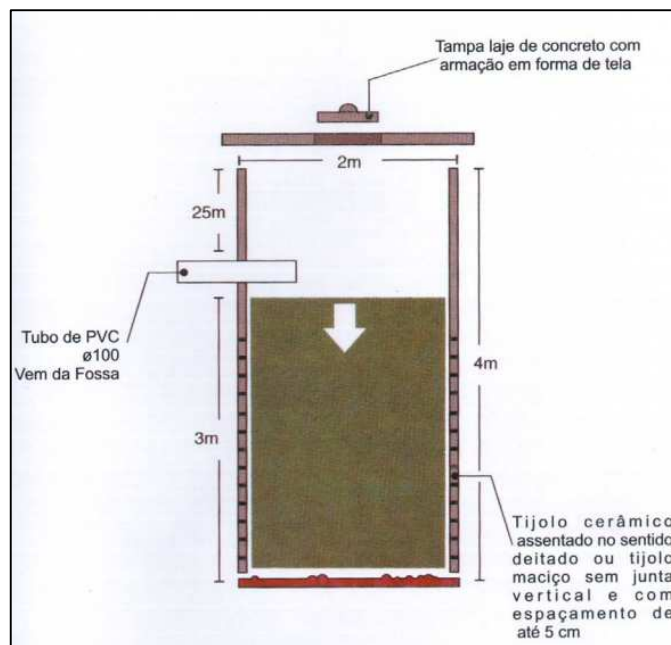 Tampa laje de concreto com
armação em forma de tela
2m
25m
Tubo de PVC
ø100
Vem da Fossa
4m
3m
Tijolo cerâmico
assentado no sentido
deitado ou tijolo
maciço sem junta
vertical e com
espaçamento de
até 5 cm